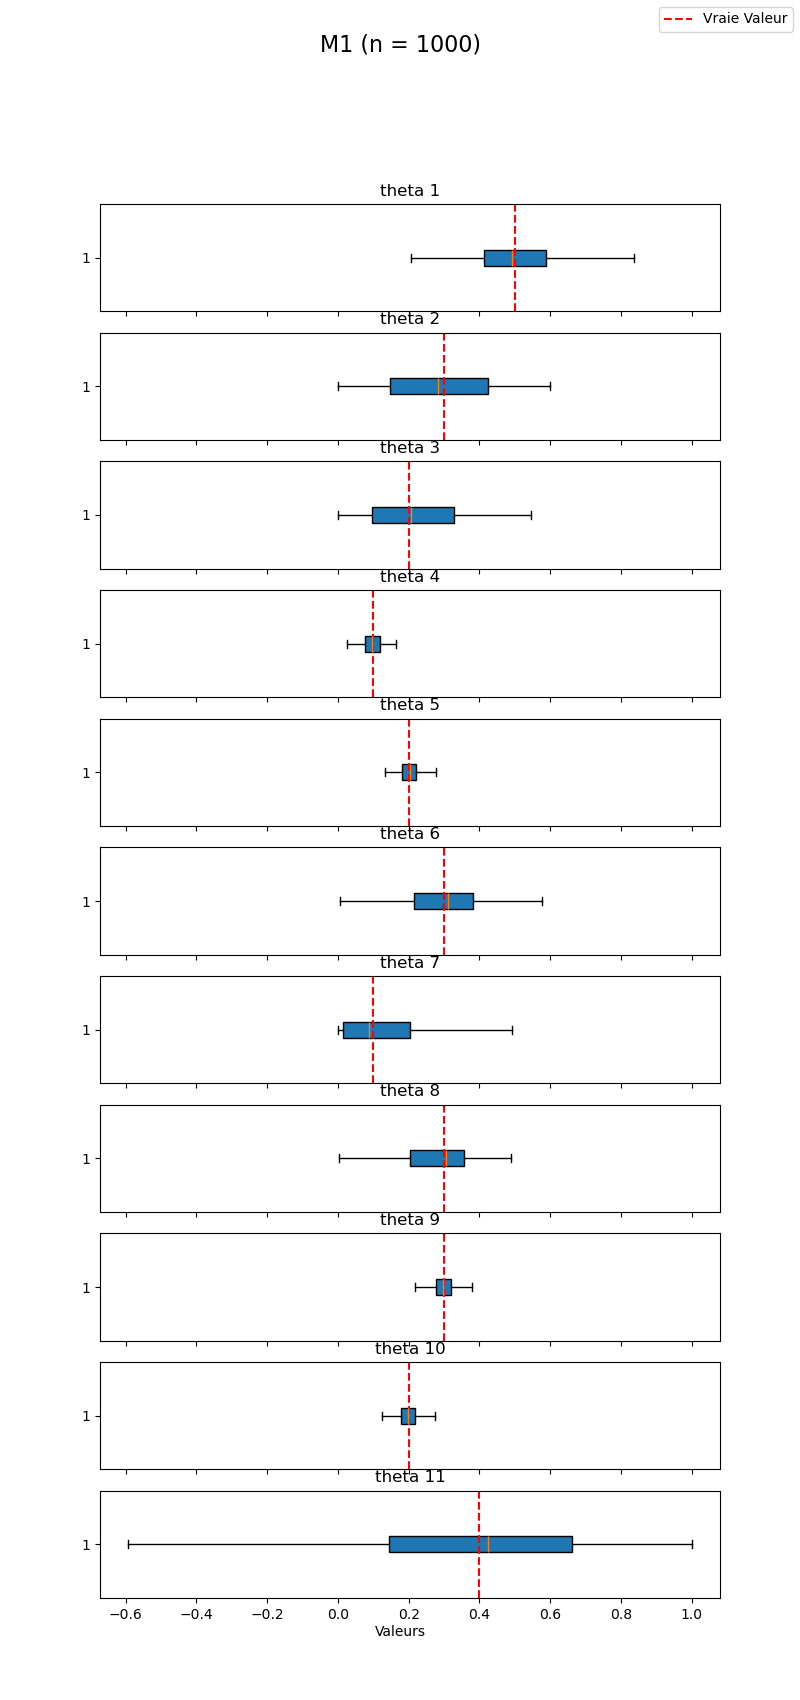 Vraie Valeur
M1 (n = 1000)
theta 1
1
theta 2
1
theta 3
1
theta 4
1
theta 5
1
theta 6
1
theta 7
1
theta 8
1
theta 9
1
theta 10
1
theta 11
1
−0.6 −0.4 −0.2 0.0 0.2 0.4 0.6 0.8 1.0
Valeurs